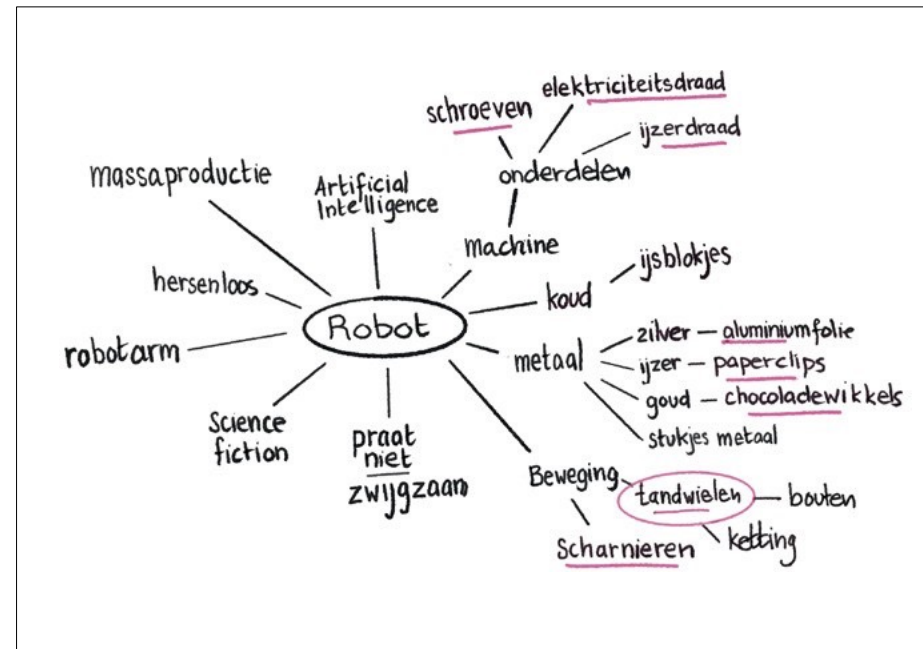 elektriciteitsdraad
schroeven
ijzerdraad
onderdelen
massaproductie
Artificial
Intelligence
machine
ijsblokjes
hersenloos
koud
Robot
zilver — aluminiumfolie
robotarm
metaal
ijzer — paperclips
goud — chocoladewikkels
Science
fiction
praat
niet
zwijgzaam
stukjes metaal
Beweging
tandwielen — bouten
ketting
Scharnieren